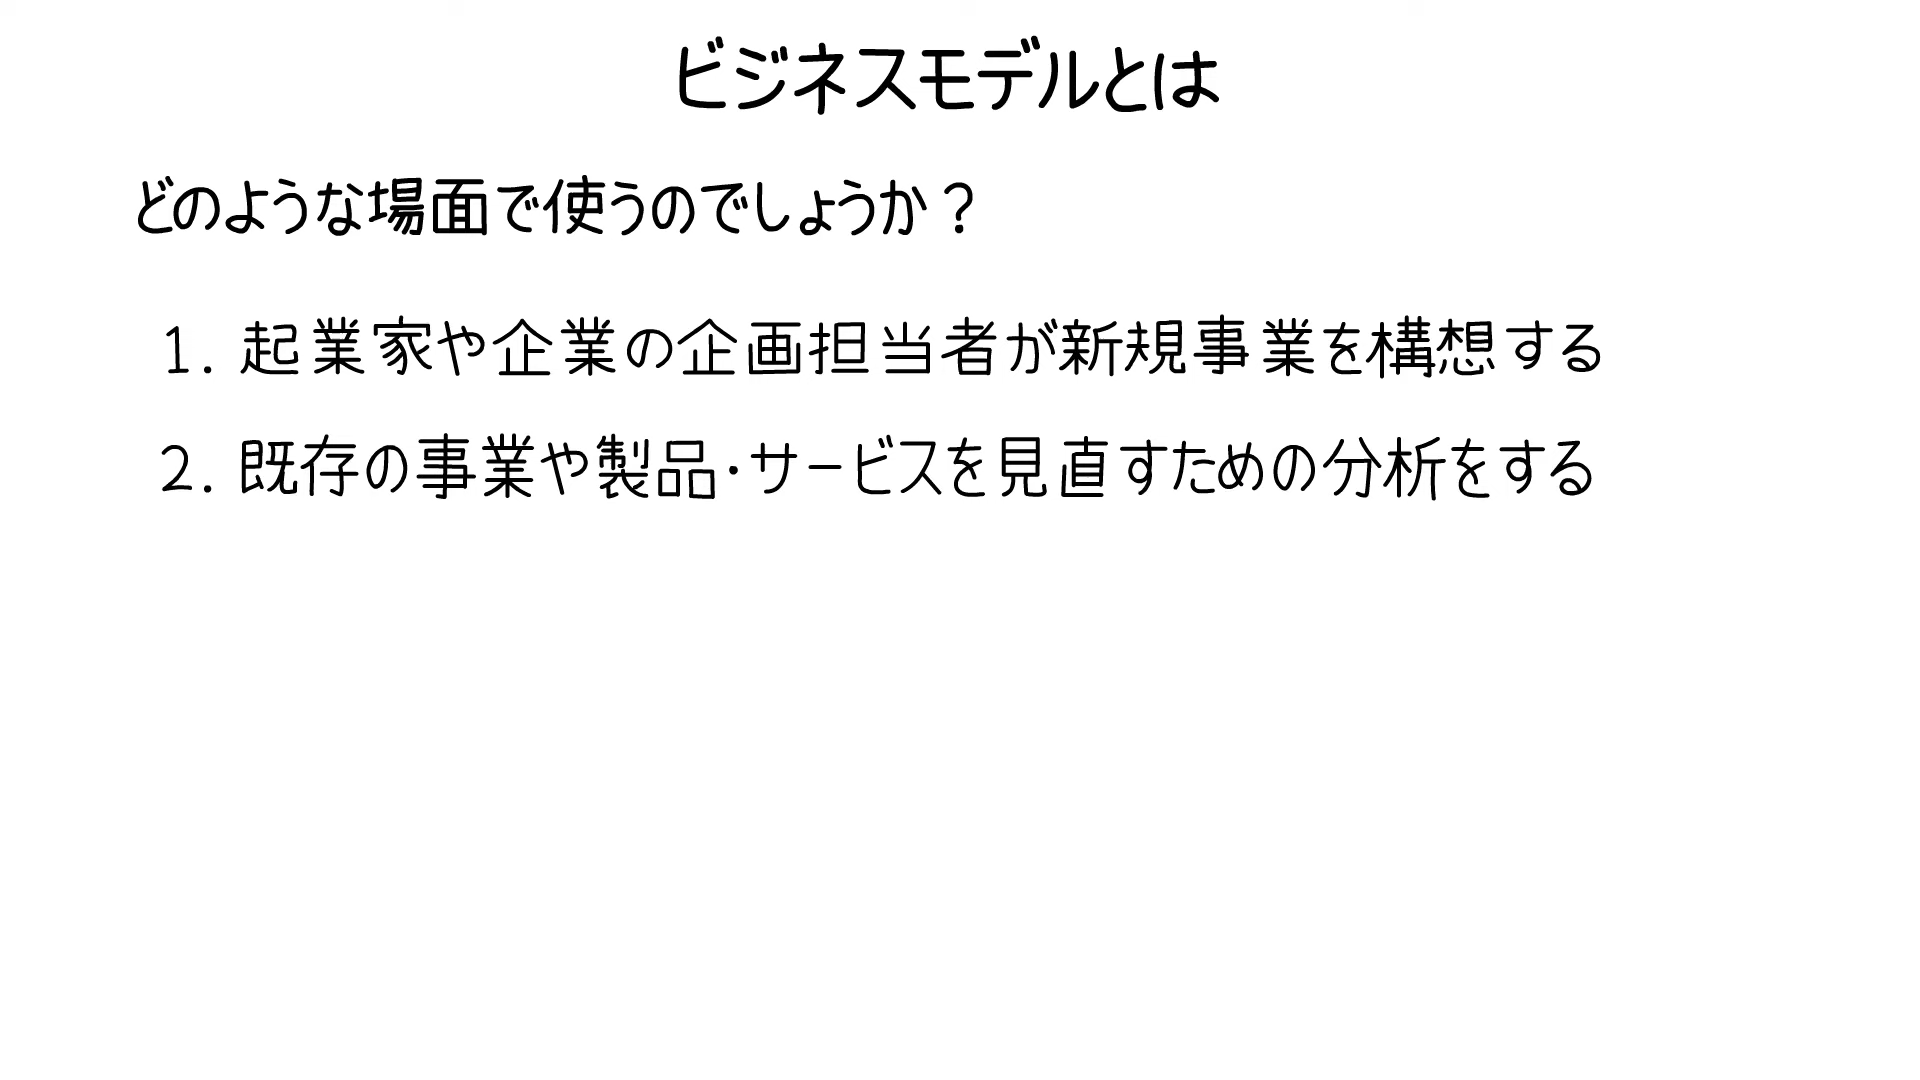 ビジネスモデルとは
どのような場面で使うのでしょうか？
1. 起業家や企業の企画担当者が新規事業を構想する
2. 既存の事業や製品・サービスを見直すための分析をする